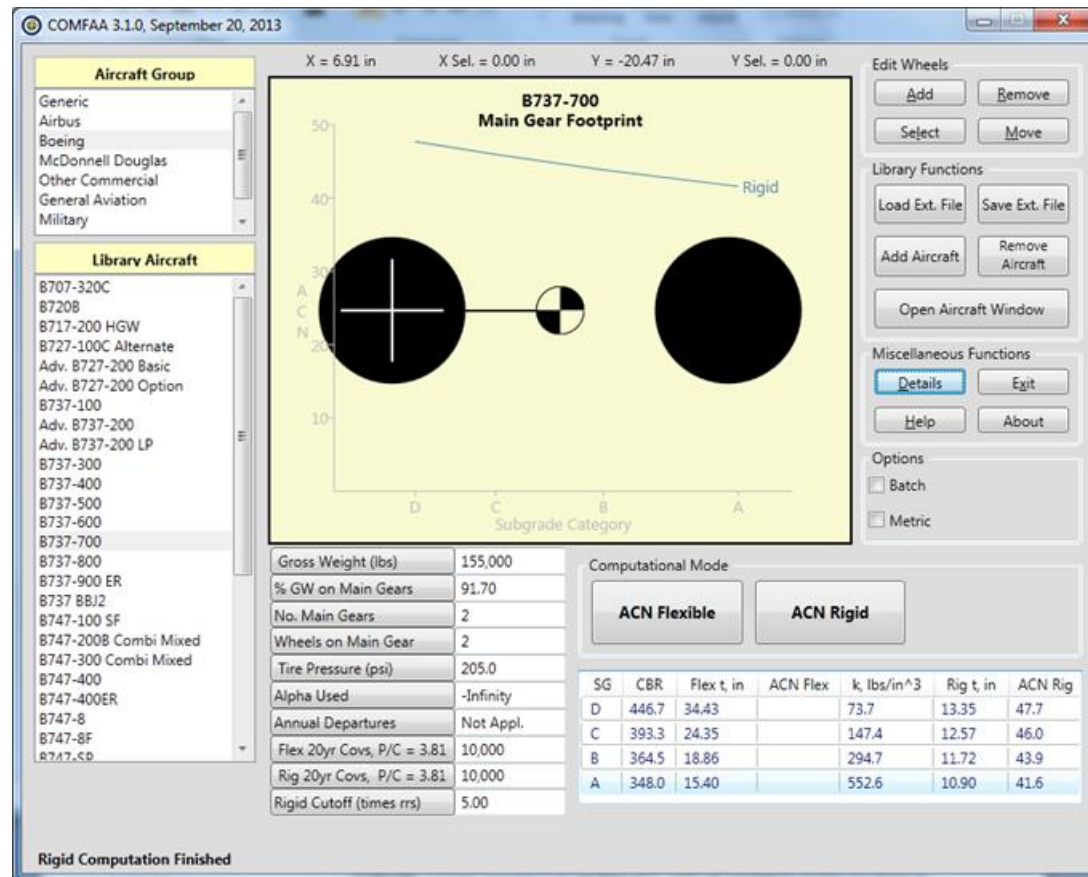 COMFAA 3.1.0, September 20, 2013
X = 6.91 in X Sel. = 0.00 in Y = -20.47 in Y Sel. = 0.00 in
Aircraft Group
Generic
Airbus
Boeing
McDonnell Douglas
Other Commercial
General Aviation
Military
Library Aircraft
B707-320C
B720B
B717-200 HGW
B727-100C Alternate
Adv. B727-200 Basic
Adv. B727-200 Option
B737-100
Adv. B737-200
Adv. B737-200 LP
B737-300
B737-400
B737-500
B737-600
B737-700
B737-800
B737-900 ER
B737 BBJ2
B747-100 SF
B747-200B Combi Mixed
B747-300 Combi Mixed
B747-400
B747-400ER
B747-8
B747-8F
B747-SP
B737-700
Main Gear Footprint
50
40
30
20
10
A
C
N
Rigid
D C B A
Subgrade Category
Edit Wheels
Add Remove
Select Move
Library Functions
Load Ext. File Save Ext. File
Add Aircraft Remove Aircraft
Open Aircraft Window
Miscellaneous Functions
Details Exit
Help About
Options
Batch
Metric
Gross Weight (lbs) 155,000
% GW on Main Gears 91.70
No. Main Gears 2
Wheels on Main Gear 2
Tire Pressure (psi) 205.0
Alpha Used -Infinity
Annual Departures Not Appl.
Flex 20yr Covs, P/C = 3.81 10,000
Rig 20yr Covs, P/C = 3.81 10,000
Rigid Cutoff (times rrs) 5.00
Computational Mode
ACN Flexible ACN Rigid
SG CBR Flex t, in ACN Flex k, lbs/in^3 Rig t, in ACN Rig
D 446.7 34.43 73.7 13.35 47.7
C 393.3 24.35 147.4 12.57 46.0
B 364.5 18.86 294.7 11.72 43.9
A 348.0 15.40 552.6 10.90 41.6
Rigid Computation Finished